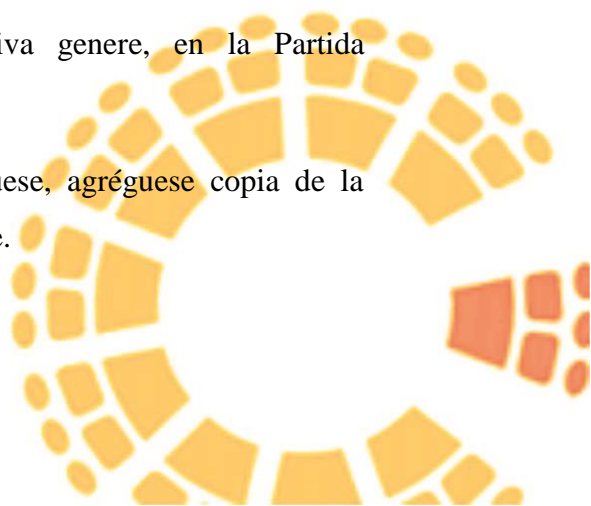 iva genere, en la Partida
uese, agréguese copia de la
e.